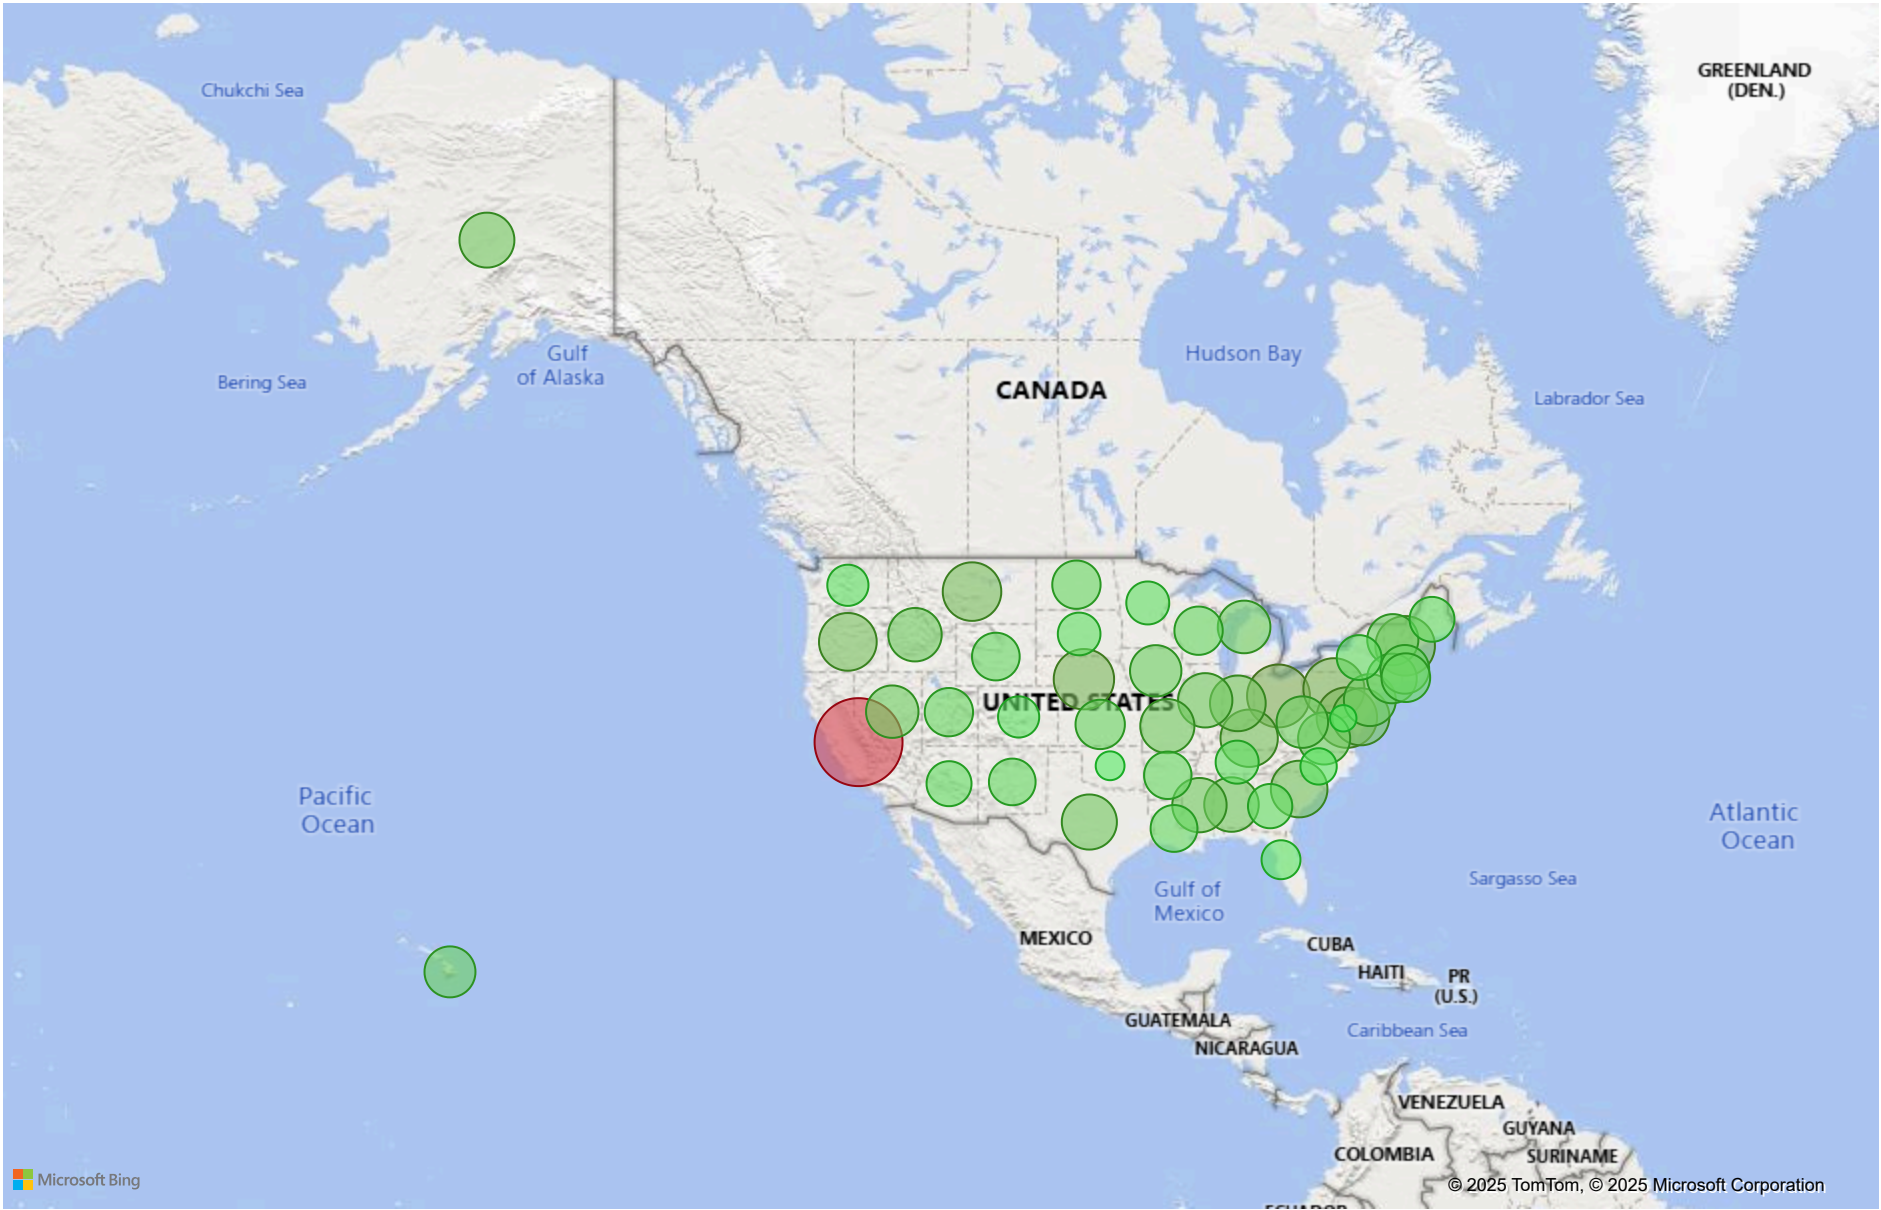 GREENLAND
(DEN.)
Chukchi Sea
Gulf
of Alaska
Hudson Bay
Bering Sea
CANADA
Labrador Sea
UNITED STATES
Pacific
Ocean
Atlantic
Ocean
Gulf of
Mexico
Sargasso Sea
MEXICO
CUBA
HAITI
PR
(U.S.)
GUATEMALA
Caribbean Sea
NICARAGUA
VENEZUELA
GUYANA
COLOMBIA
SURINAME
Microsoft Bing
© 2025 TomTom, © 2025 Microsoft Corporation
ECUADOR